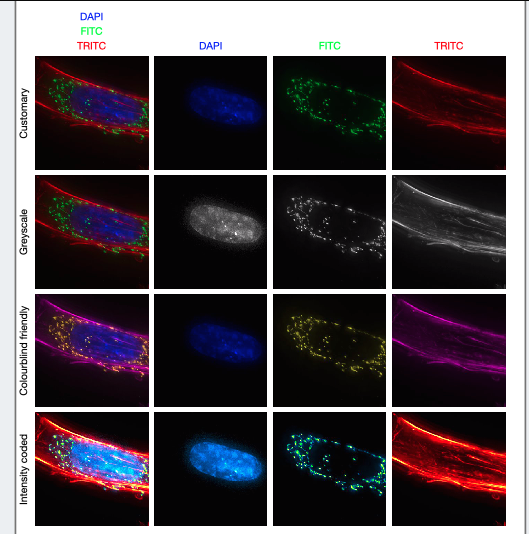 DAPI
FITC
TRITC
DAPI
FITC
TRITC
Customary
Greyscale
Colourblind friendly
Intensity coded